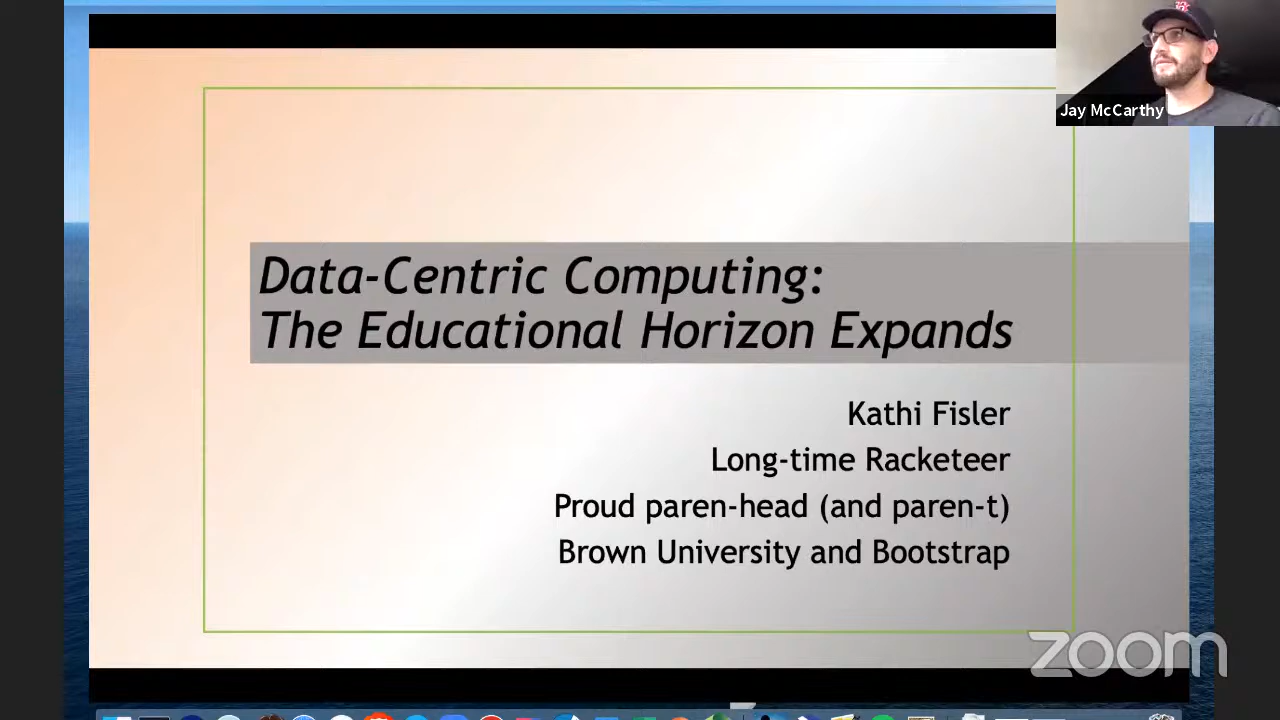 Jay McCarthy
Data-Centric Computing:
The Educational Horizon Expands
Kathi Fisler
Long-time Racketeer
Proud paren-head (and paren-t)
Brown University and Bootstrap
zoom